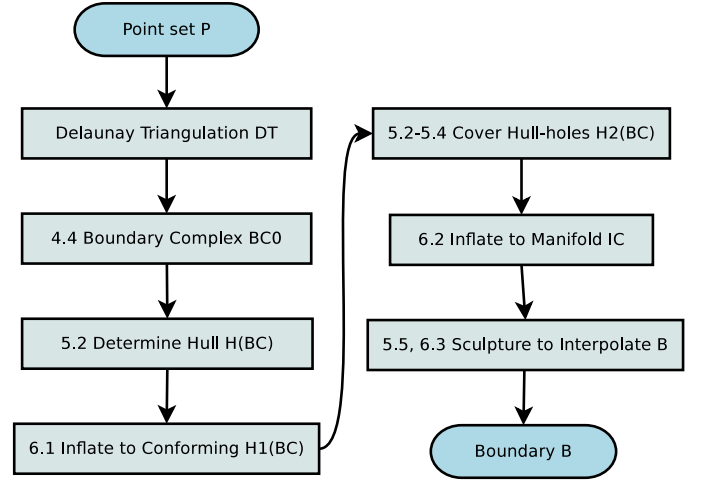 Point set P
Delaunay Triangulation DT
4.4 Boundary Complex BC0
5.2 Determine Hull H(BC)
6.1 Inflate to Conforming H1(BC)
5.2-5.4 Cover Hull-holes H2(BC)
6.2 Inflate to Manifold IC
5.5, 6.3 Sculpture to Interpolate B
Boundary B